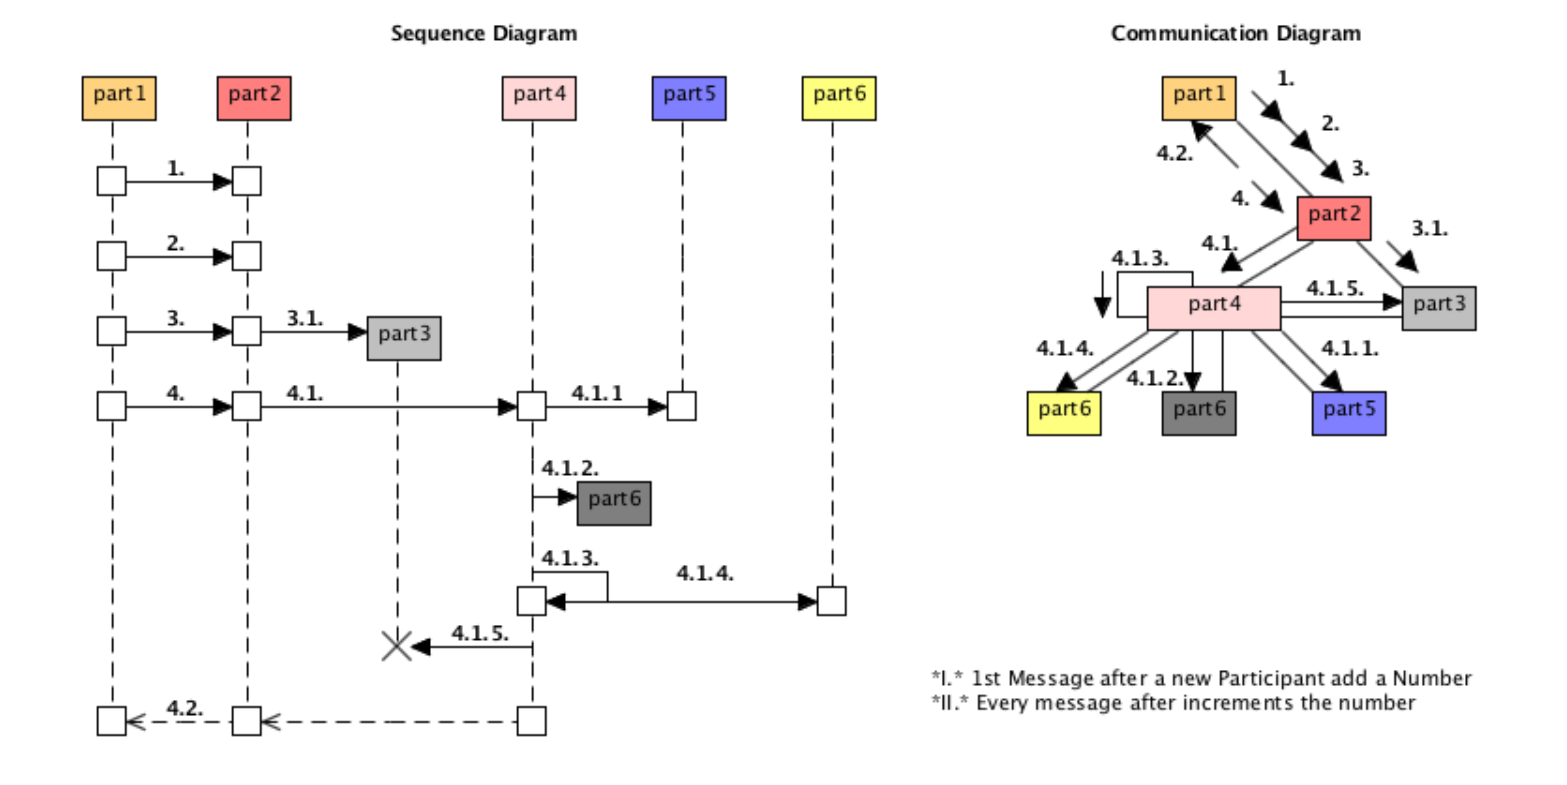 Sequence Diagram
part1
part2
part4
part5
part6
1.
2.
3.
3.1.
part3
4.
4.1.
4.1.1
4.1.2.
part6
4.1.3.
4.1.4.
4.1.5.
4.2.
Communication Diagram
part1
1.
2.
4.2.
3.
4.
part2
3.1.
4.1.
4.1.3.
4.1.5.
part4
part3
4.1.4.
4.1.1.
4.1.2.
part6
part6
part5
*I.* 1st Message after a new Participant add a Number
*II.* Every message after increments the number